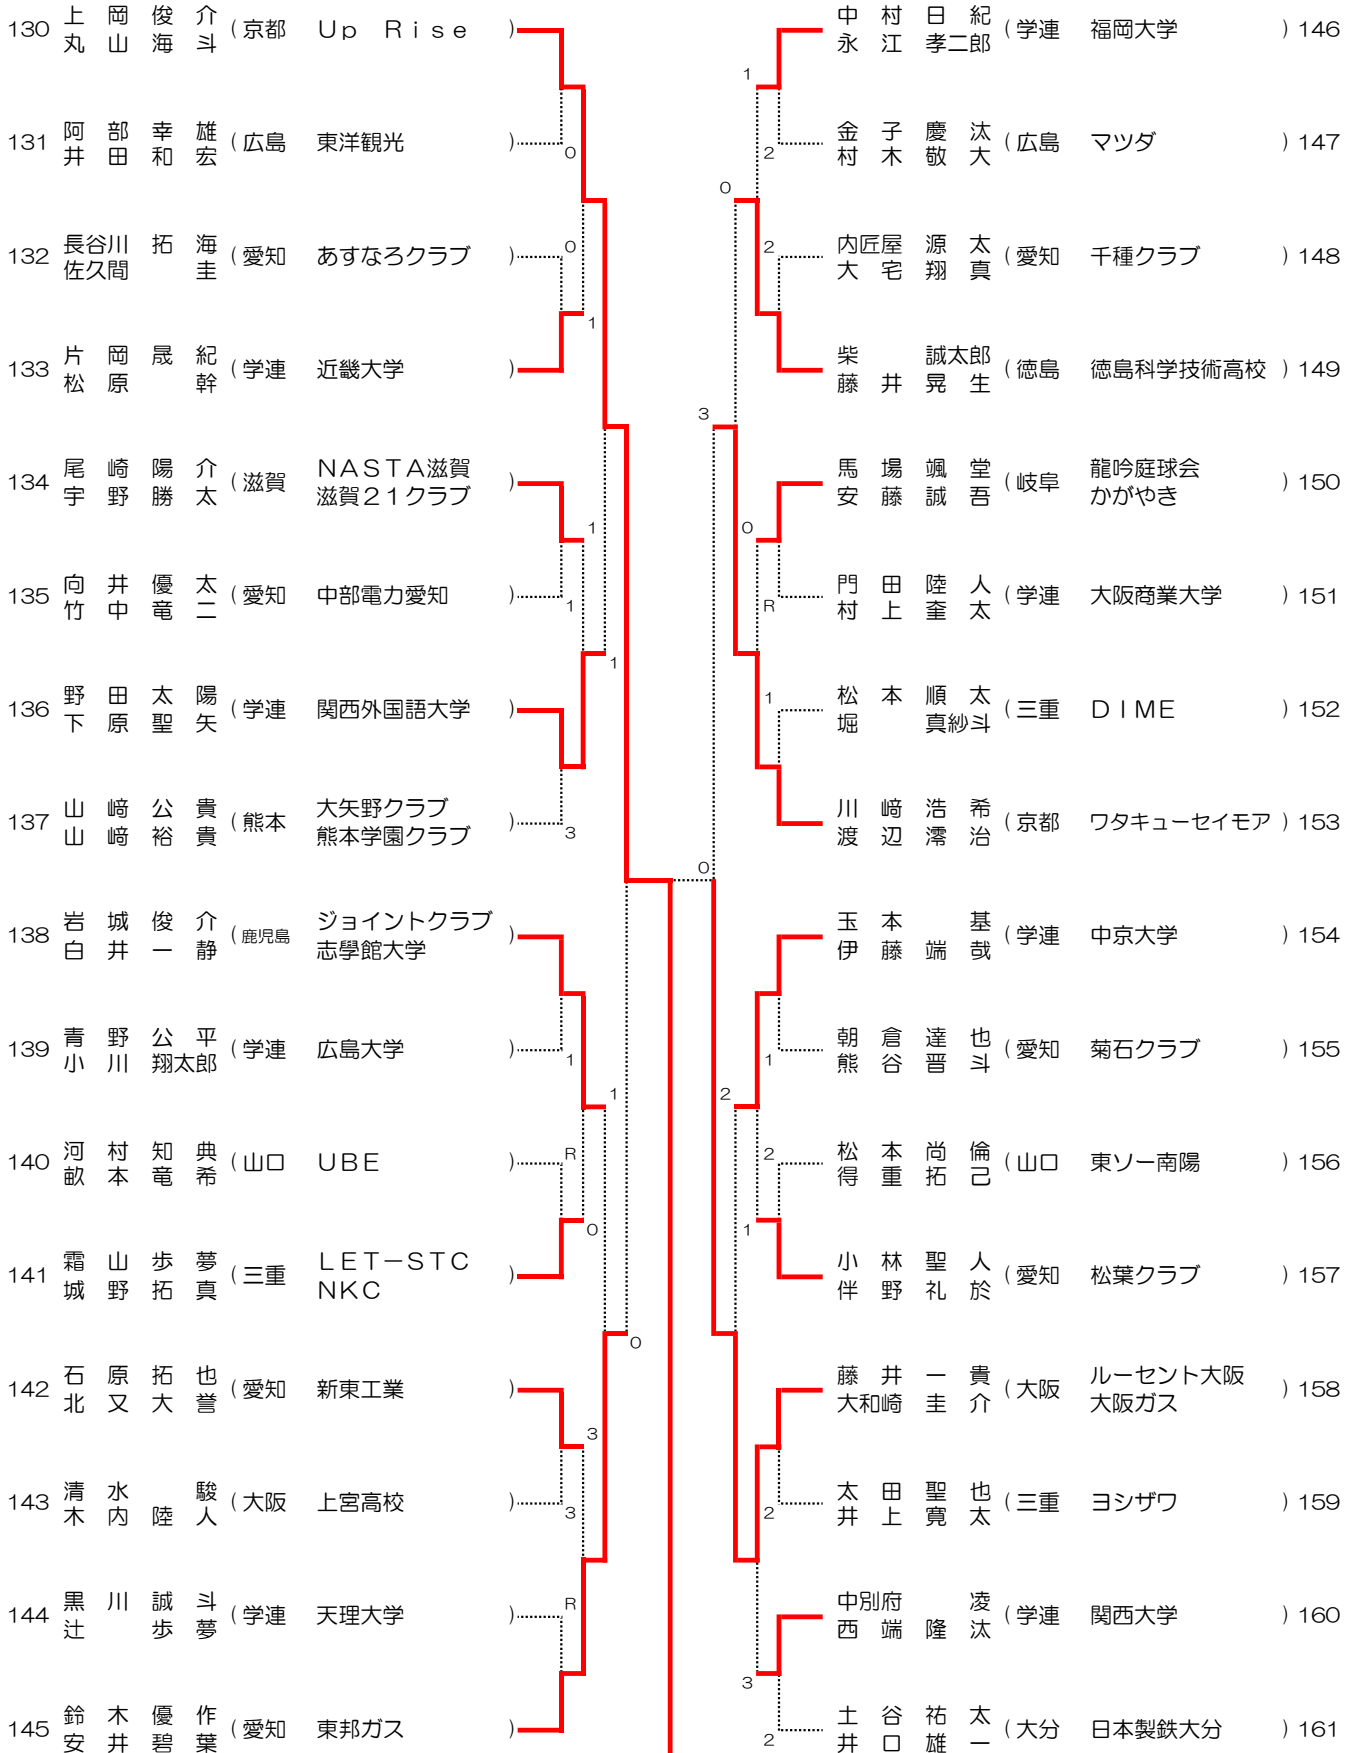 130 上岡俊介 (京都 Up Rise )
丸山海斗
0
131 阿部幸雄 (広島 東洋観光 )
井田和宏
132 長谷川拓海 (愛知 あすなろクラブ ) 0
佐久間圭
1
133 片岡晟紀 (学連 近畿大学 )
松原幹
134 尾崎陽介 (滋賀 NASTA滋賀 )
宇野勝太 滋賀21クラブ
1
135 向井優太 (愛知 中部電力愛知 )
竹中竜二
1
1
136 野田太陽 (学連 関西外国語大学 )
下原聖矢
137 山﨑公貴 (熊本 大矢野クラブ )
山﨑裕貴 熊本学園クラブ
3
138 岩城俊介 (鹿児島 ジョイントクラブ )
白井一静 志學館大学
139 青野公平 (学連 広島大学 )
小川翔太郎
1
1
140 河村知典 (山口 UBE ) R
畝本竜希
0
141 霜山歩夢 (三重 LET-STC )
城野拓真 NKC
0
142 石原拓也 (愛知 新東工業 )
北又大誉
3
143 清水駿 (大阪 上宮高校 )
木内陸人
3
144 黒川誠斗 (学連 天理大学 ) R
辻歩夢
145 鈴木優作 (愛知 東邦ガス )
安井碧葉
中村日紀 (学連 福岡大学 ) 146
永江孝二郎
1
金子慶汰 (広島 マツダ ) 147
村木敬大
2
0
2
内匠屋源太 (愛知 千種クラブ ) 148
大宅翔真
柴誠太郎 (徳島 徳島科学技術高校 ) 149
藤井晃生
3
馬場颯堂 (岐阜 龍吟庭球会 ) 150
安藤誠吾 かがやき
0
門田陸人 (学連 大阪商業大学 ) 151
村上奎太
R
1
松本順太 (三重 DIME ) 152
堀真紗斗
川﨑浩希 (京都 ワタキューセイモア ) 153
渡辺澪治
0
玉本基 (学連 中京大学 ) 154
伊藤端哉
朝倉達也 (愛知 菊石クラブ ) 155
熊谷晋斗
1
2
2
松本尚倫 (山口 東ソー南陽 ) 156
得重拓己
1
小林聖人 (愛知 松葉クラブ ) 157
伴野礼於
藤井一貴 (大阪 ルーセント大阪 ) 158
大和崎圭介 大阪ガス
太田聖也 (三重 ヨシザワ ) 159
井上寛太
2
中別府凌 (学連 関西大学 ) 160
西端隆汰
3
土谷祐太 (大分 日本製鉄大分 ) 161
井口雄一
2